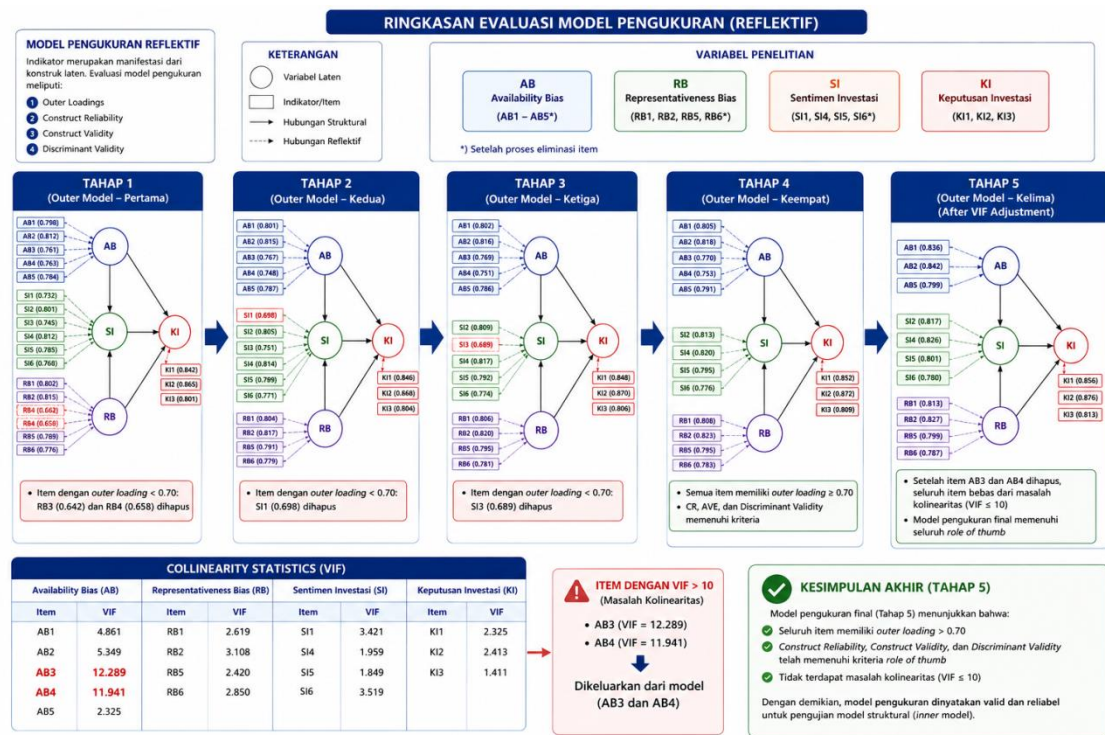 RINGKASAN EVALUASI MODEL PENGUKURAN (REFLEKTIF)
MODEL PENGUKURAN REFLEKTIF
Indikator merupakan manifestasi dari
konstruk laten. Evaluasi model pengukuran
meliputi:
1 Outer Loadings
2 Construct Reliability
3 Construct Validity
4 Discriminant Validity
KETERANGAN
Variabel Laten
Indikator/Item
Hubungan Struktural
Hubungan Reflektif
VARIABEL PENELITIAN
AB
Availability Bias
(AB1 – AB5*)
RB
Representativeness Bias
(RB1, RB2, RB5, RB6*)
SI
Sentimen Investasi
(SI1, SI4, SI5, SI6*)
KI
Keputusan Investasi
(KI1, KI2, KI3)
*) Setelah proses eliminasi item
TAHAP 1
(Outer Model – Pertama)
AB1 (0.798)
AB2 (0.812)
AB3 (0.761)
AB4 (0.763)
AB5 (0.784)
AB
SI1 (0.732)
SI2 (0.801)
SI3 (0.745)
SI4 (0.812)
SI5 (0.785)
SI6 (0.760)
SI
KI
KI1 (0.842)
KI2 (0.865)
KI3 (0.801)
RB1 (0.802)
RB2 (0.815)
RB4 (0.662)
RB4 (0.658)
RB5 (0.789)
RB6 (0.776)
RB
• Item dengan outer loading < 0.70:
RB3 (0.642) dan RB4 (0.658) dihapus
TAHAP 2
(Outer Model – Kedua)
AB1 (0.801)
AB2 (0.815)
AB3 (0.767)
AB4 (0.748)
AB5 (0.787)
AB
SI1 (0.698)
SI2 (0.805)
SI3 (0.751)
SI4 (0.814)
SI5 (0.789)
SI6 (0.771)
SI
KI
KI1 (0.846)
KI2 (0.868)
KI3 (0.804)
RB1 (0.804)
RB2 (0.817)
RB5 (0.791)
RB6 (0.779)
RB
• Item dengan outer loading < 0.70:
SI1 (0.698) dihapus
TAHAP 3
(Outer Model – Ketiga)
AB1 (0.802)
AB2 (0.816)
AB3 (0.769)
AB4 (0.751)
AB5 (0.786)
AB
SI2 (0.809)
SI3 (0.689)
SI4 (0.817)
SI5 (0.792)
SI6 (0.774)
SI
KI
KI1 (0.848)
KI2 (0.870)
KI3 (0.806)
RB1 (0.806)
RB2 (0.820)
RB5 (0.795)
RB6 (0.781)
RB
• Item dengan outer loading < 0.70:
SI3 (0.689) dihapus
TAHAP 4
(Outer Model – Keempat)
AB1 (0.805)
AB2 (0.818)
AB3 (0.770)
AB4 (0.753)
AB5 (0.791)
AB
SI2 (0.813)
SI4 (0.820)
SI5 (0.795)
SI6 (0.776)
SI
KI
KI1 (0.852)
KI2 (0.872)
KI3 (0.809)
RB1 (0.808)
RB2 (0.823)
RB5 (0.795)
RB6 (0.783)
RB
• Semua item memiliki outer loading ≥ 0.70
• CR, AVE, dan Discriminant Validity
memenuhi kriteria
TAHAP 5
(Outer Model – Kelima)
(After VIF Adjustment)
AB1 (0.836)
AB2 (0.842)
AB5 (0.799)
AB
SI2 (0.817)
SI4 (0.826)
SI5 (0.801)
SI6 (0.780)
SI
KI
KI1 (0.856)
KI2 (0.876)
KI3 (0.813)
RB1 (0.813)
RB2 (0.827)
RB5 (0.799)
RB6 (0.787)
RB
• Setelah item AB3 dan AB4 dihapus,
seluruh item bebas dari masalah
kolinearitas (VIF ≤ 10)
• Model pengukuran final memenuhi
seluruh role of thumb
COLLINEARITY STATISTICS (VIF)
Availability Bias (AB) Representativeness Bias (RB) Sentimen Investasi (SI) Keputusan Investasi (KI)
Item VIF Item VIF Item VIF Item VIF
AB1 4.861 RB1 2.619 SI1 3.421 KI1 2.325
AB2 5.349 RB2 3.108 SI4 1.959 KI2 2.413
AB3 12.289 RB5 2.420 SI5 1.849 KI3 1.411
AB4 11.941 RB6 2.850 SI6 3.519
AB5 2.325
ITEM DENGAN VIF > 10
(Masalah Kolinearitas)
• AB3 (VIF = 12.289)
• AB4 (VIF = 11.941)
Dikeluarkan dari model
(AB3 dan AB4)
KESIMPULAN AKHIR (TAHAP 5)
Model pengukuran final (Tahap 5) menunjukkan bahwa:
Seluruh item memiliki outer loading > 0.70
Construct Reliability, Construct Validity, dan Discriminant Validity
telah memenuhi kriteria role of thumb
Tidak terdapat masalah kolinearitas (VIF ≤ 10)
Dengan demikian, model pengukuran dinyatakan valid dan reliabel
untuk pengujian model struktural (inner model).